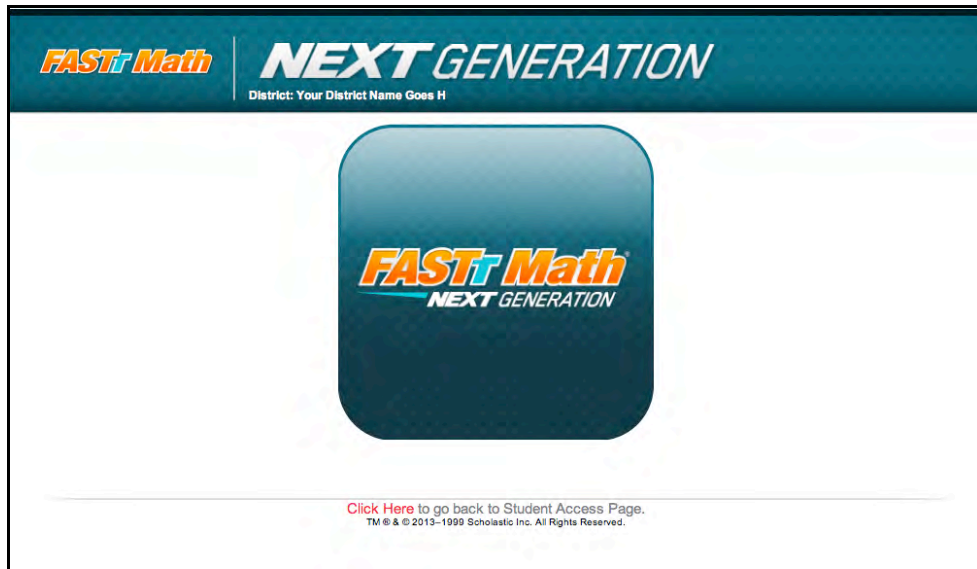 FASTT Math
NEXT GENERATION
District: Your District Name Goes H
FASTT Math®
NEXT GENERATION
Click Here to go back to Student Access Page.
TM ® & © 2013–1999 Scholastic Inc. All Rights Reserved.